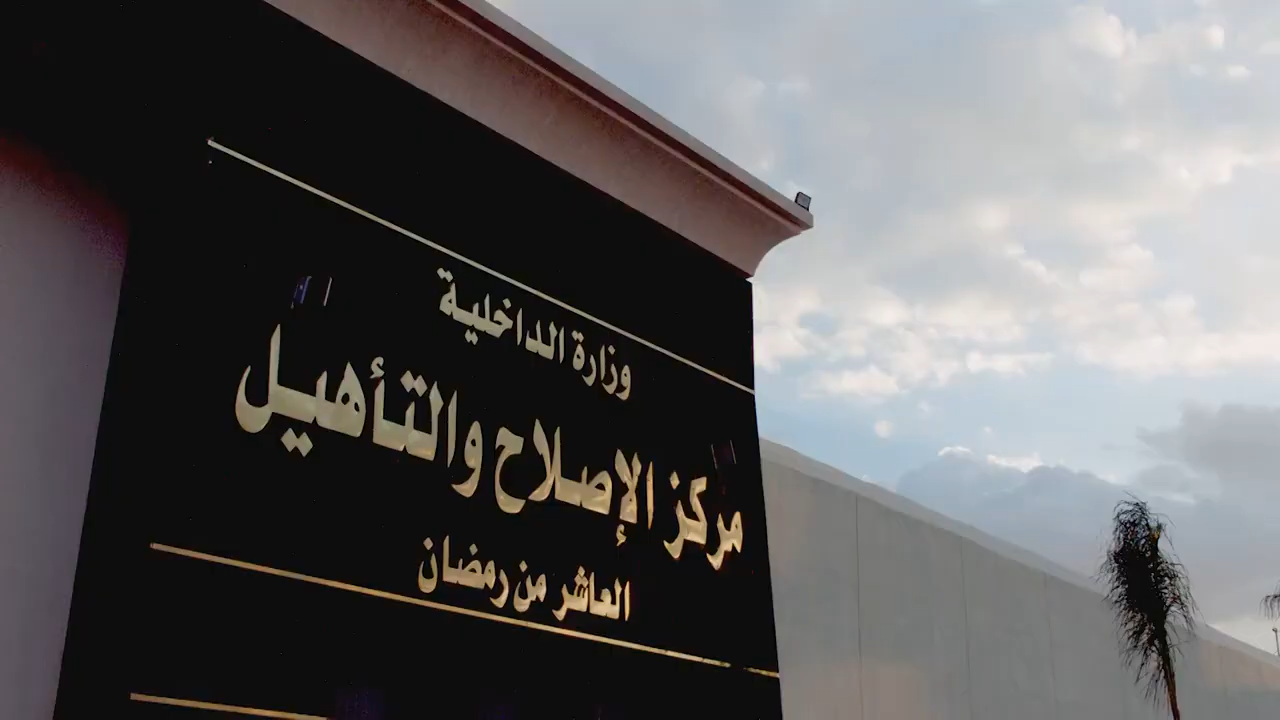 وزارة الداخلية
مركز الإصلاح والتأهيل
العاشر من رمضان